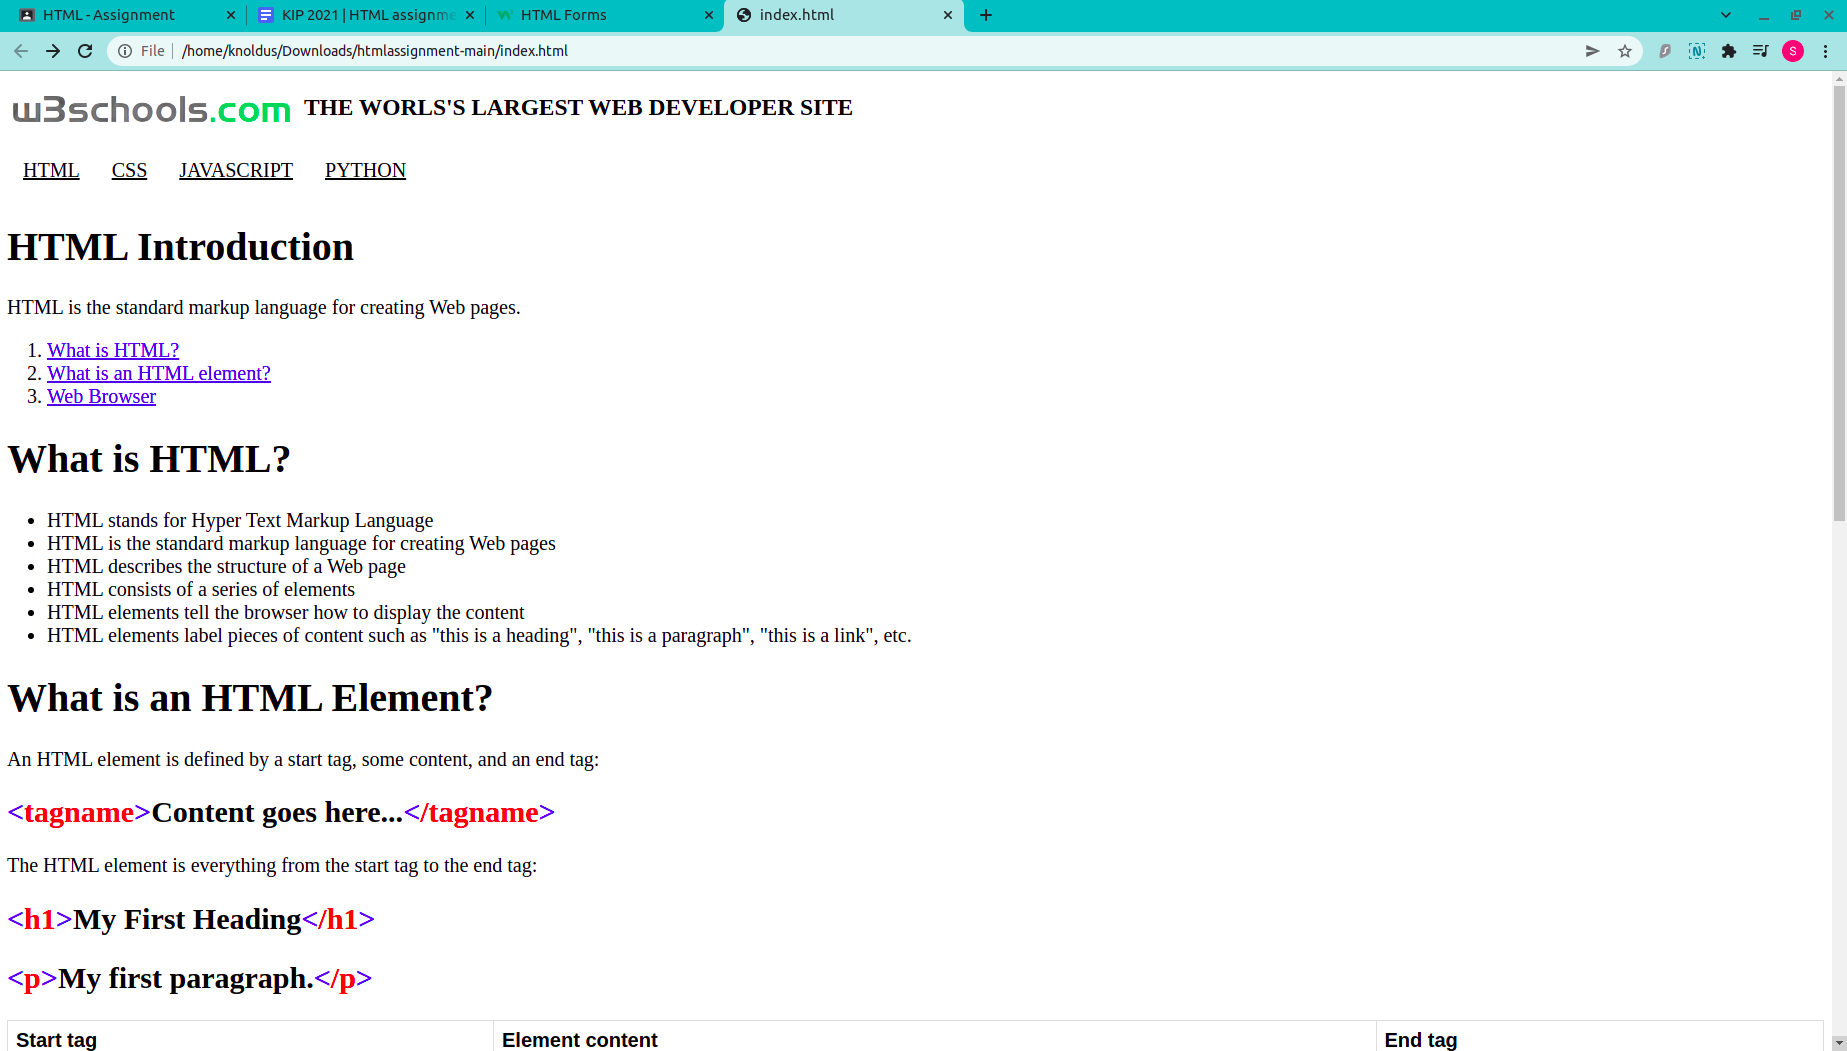 HTML - Assignment
KIP 2021 | HTML assignme
HTML Forms
index.html
File
/home/knoldus/Downloads/htmlassignment-main/index.html
S
w3schools.com THE WORLS'S LARGEST WEB DEVELOPER SITE
HTML CSS JAVASCRIPT PYTHON
HTML Introduction
HTML is the standard markup language for creating Web pages.
1. What is HTML?
2. What is an HTML element?
3. Web Browser
What is HTML?
• HTML stands for Hyper Text Markup Language
• HTML is the standard markup language for creating Web pages
• HTML describes the structure of a Web page
• HTML consists of a series of elements
• HTML elements tell the browser how to display the content
• HTML elements label pieces of content such as "this is a heading", "this is a paragraph", "this is a link", etc.
What is an HTML Element?
An HTML element is defined by a start tag, some content, and an end tag:
<tagname>Content goes here...</tagname>
The HTML element is everything from the start tag to the end tag:
<h1>My First Heading</h1>
<p>My first paragraph.</p>
Start tag Element content End tag